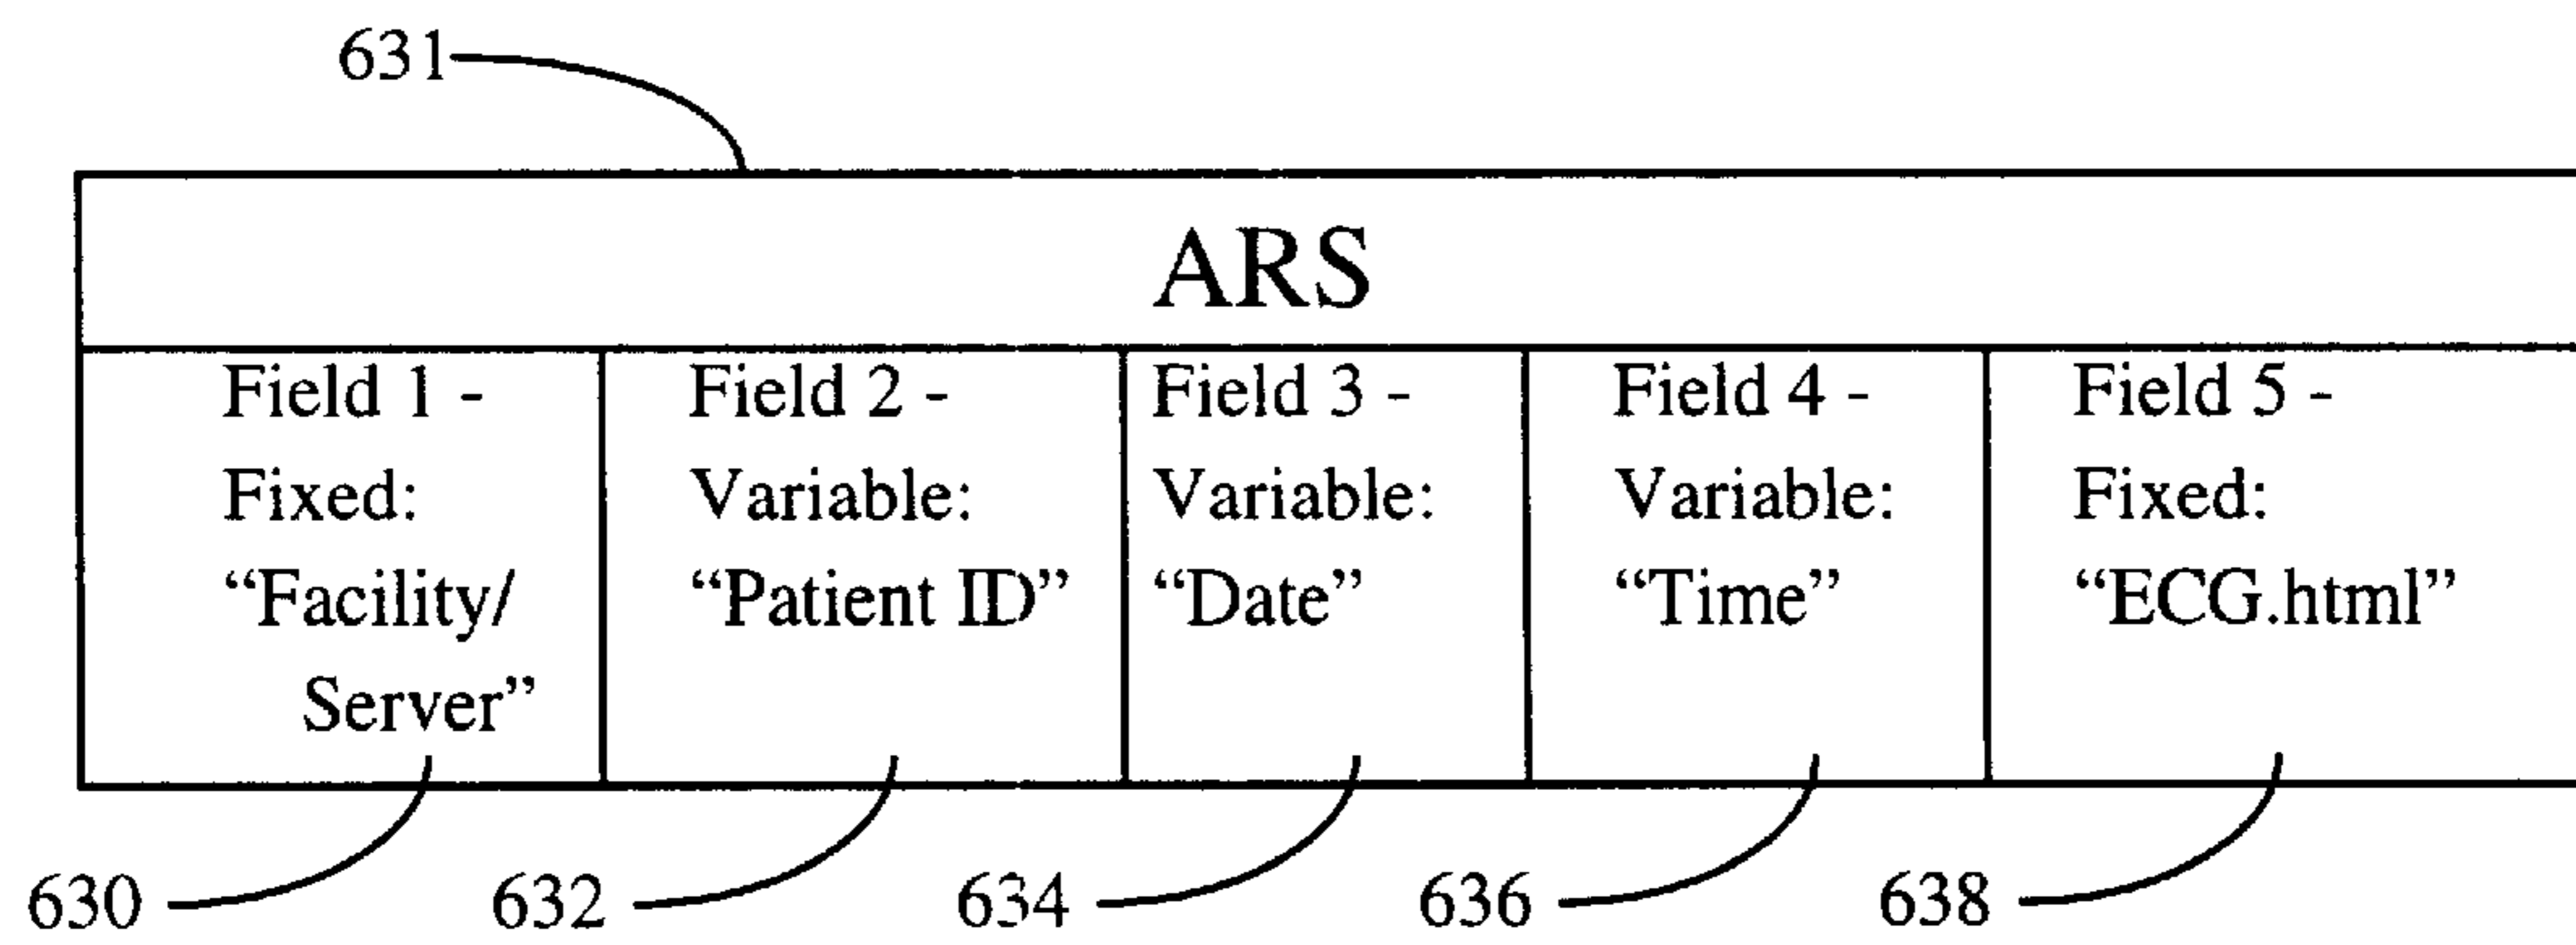 631
ARS
Field 1 -
Fixed:
“Facility/
Server”
Field 2 -
Variable:
“Patient ID”
Field 3 -
Variable:
“Date”
Field 4 -
Variable:
“Time”
Field 5 -
Fixed:
“ECG.html”
630
632
634
636
638